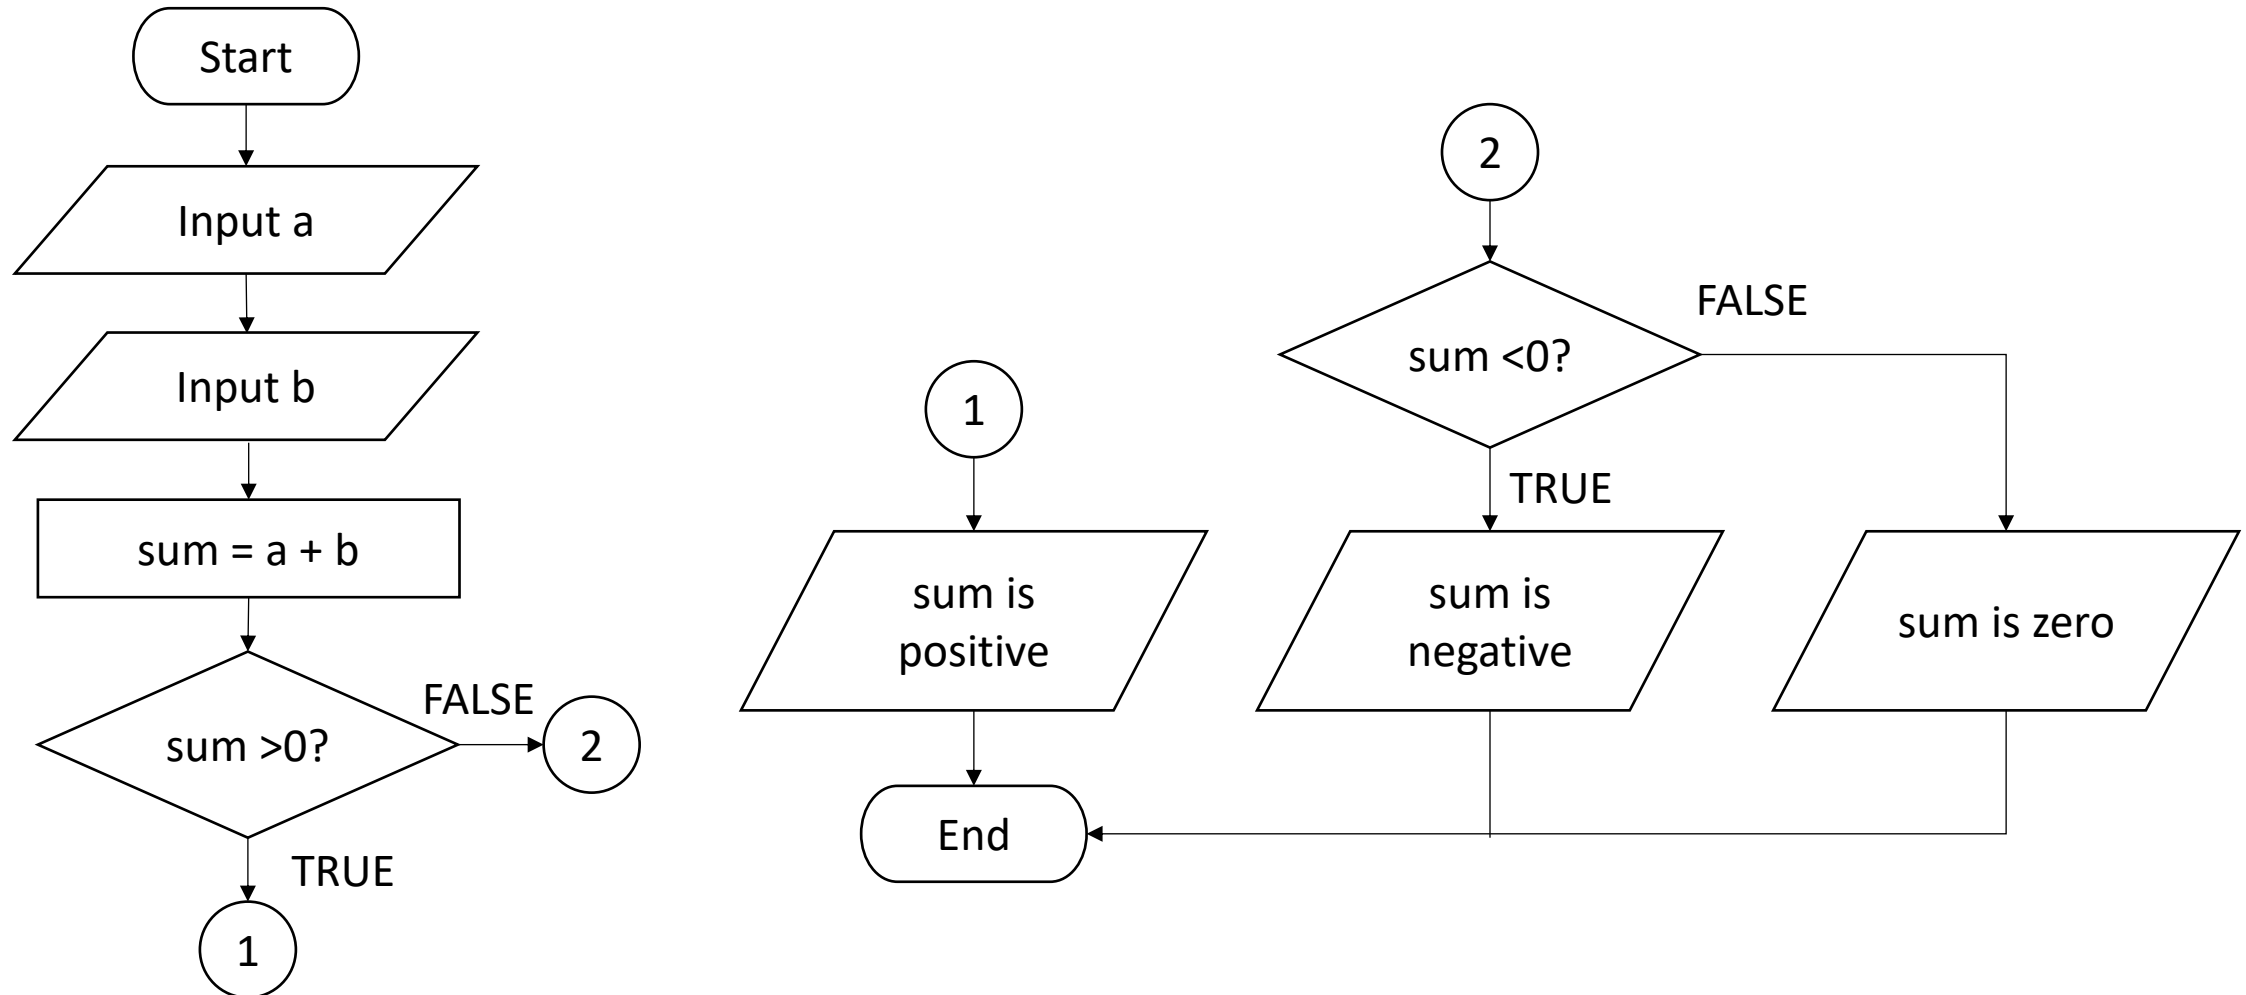 Start
Input a
Input b
sum = a + b
sum >0?
FALSE
2
TRUE
1
2
sum <0?
FALSE
TRUE
1
sum is
positive
sum is
negative
sum is zero
End